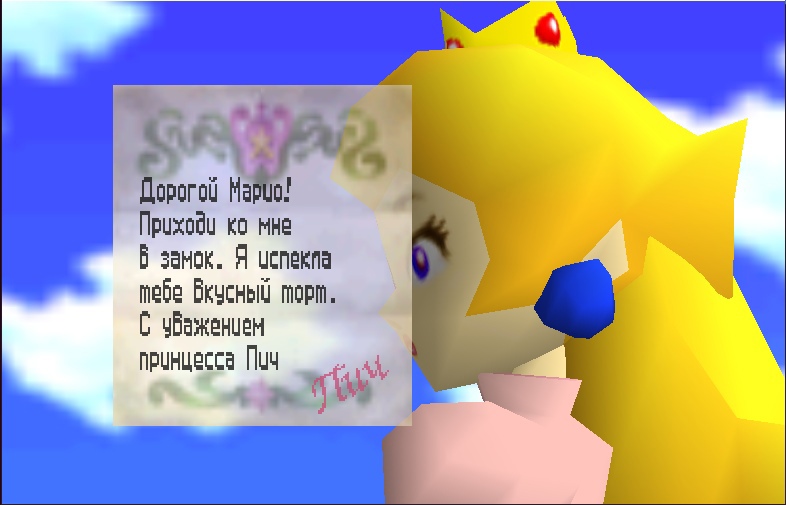 Дорогой Марио!
Приходи ко мне
в замок. Я испекла
тебе вкусный торт.
С уважением
принцесса Пич
Пич